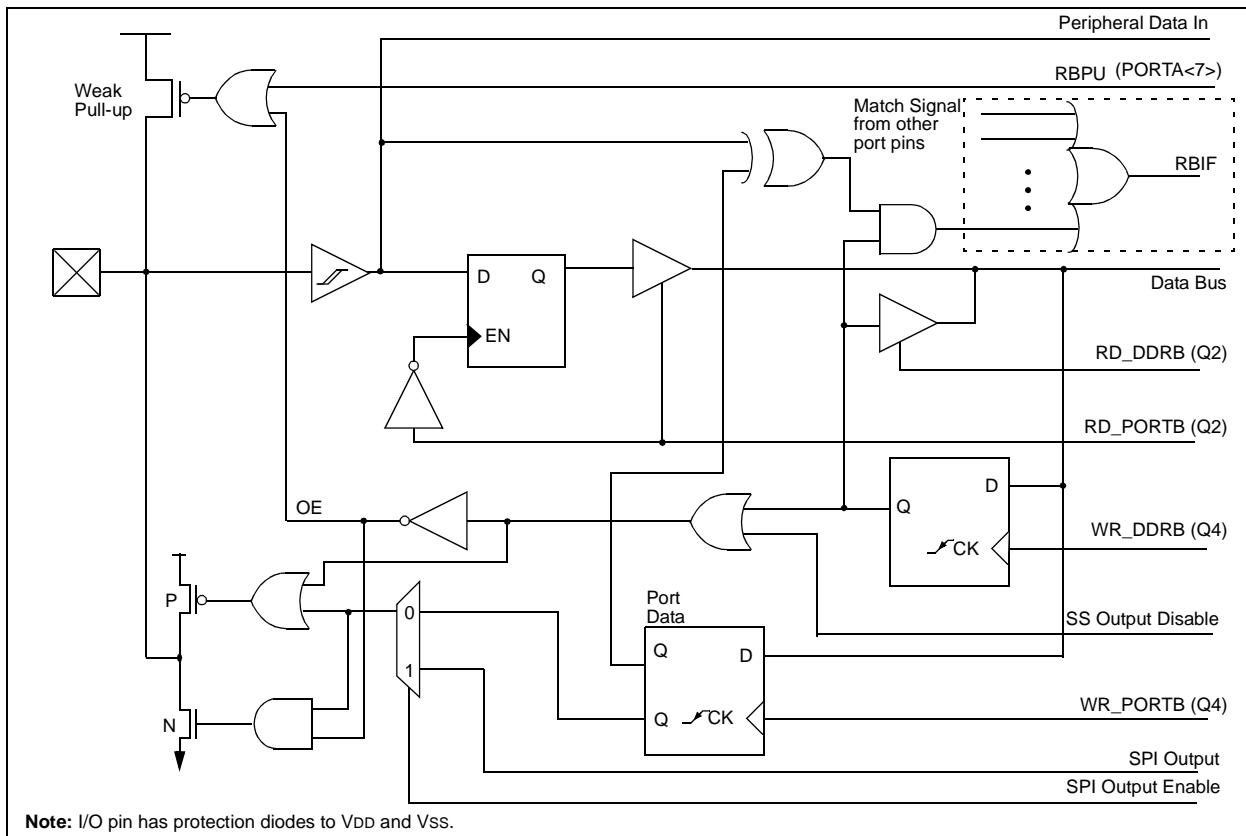 Peripheral Data In
RBPU (PORTA<7>)
Weak
Pull-up
Match Signal
from other
port pins
RBIF
D Q
EN
Data Bus
RD_DDRB (Q2)
RD_PORTB (Q2)
OE
Q D
CK
WR_DDRB (Q4)
P
0
1
Port
Data
SS Output Disable
Q D
N
Q CK
WR_PORTB (Q4)
SPI Output
SPI Output Enable
Note: I/O pin has protection diodes to VDD and VSS.